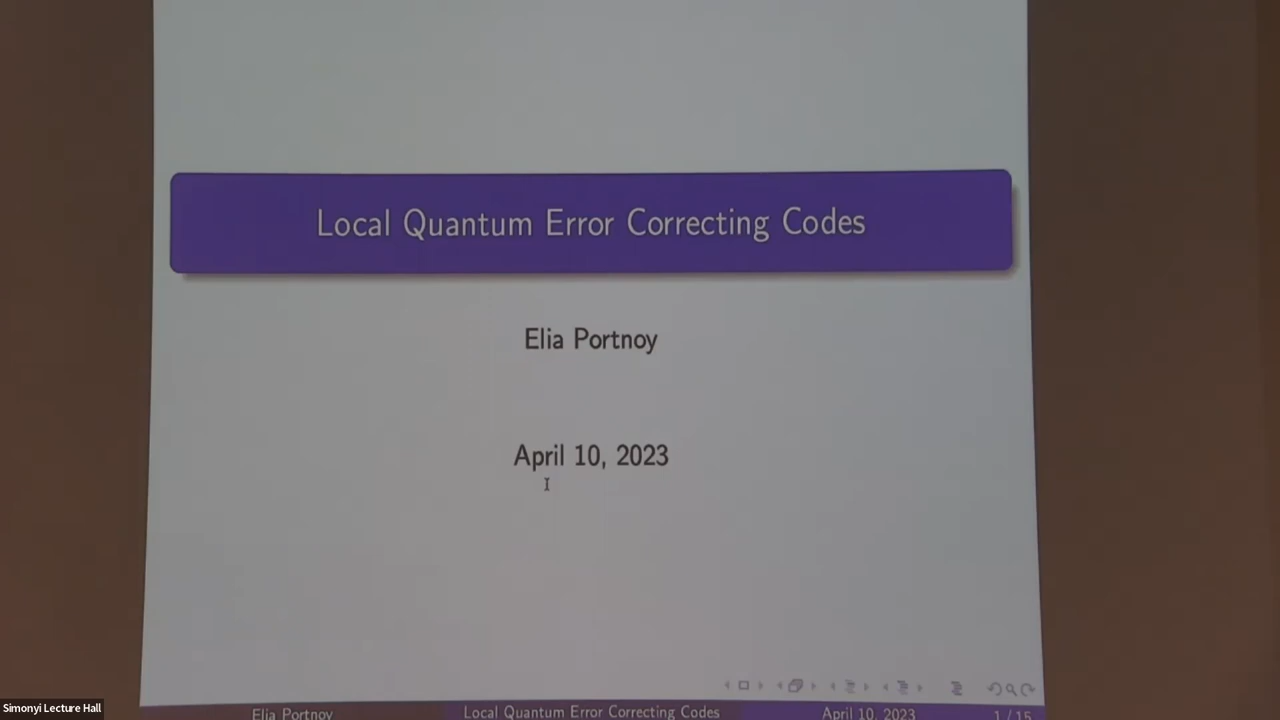 Local Quantum Error Correcting Codes
Elia Portnoy
April 10, 2023
Simonyi Lecture Hall
Elia Portnoy Local Quantum Error Correcting Codes April 10, 2023 1 / 15